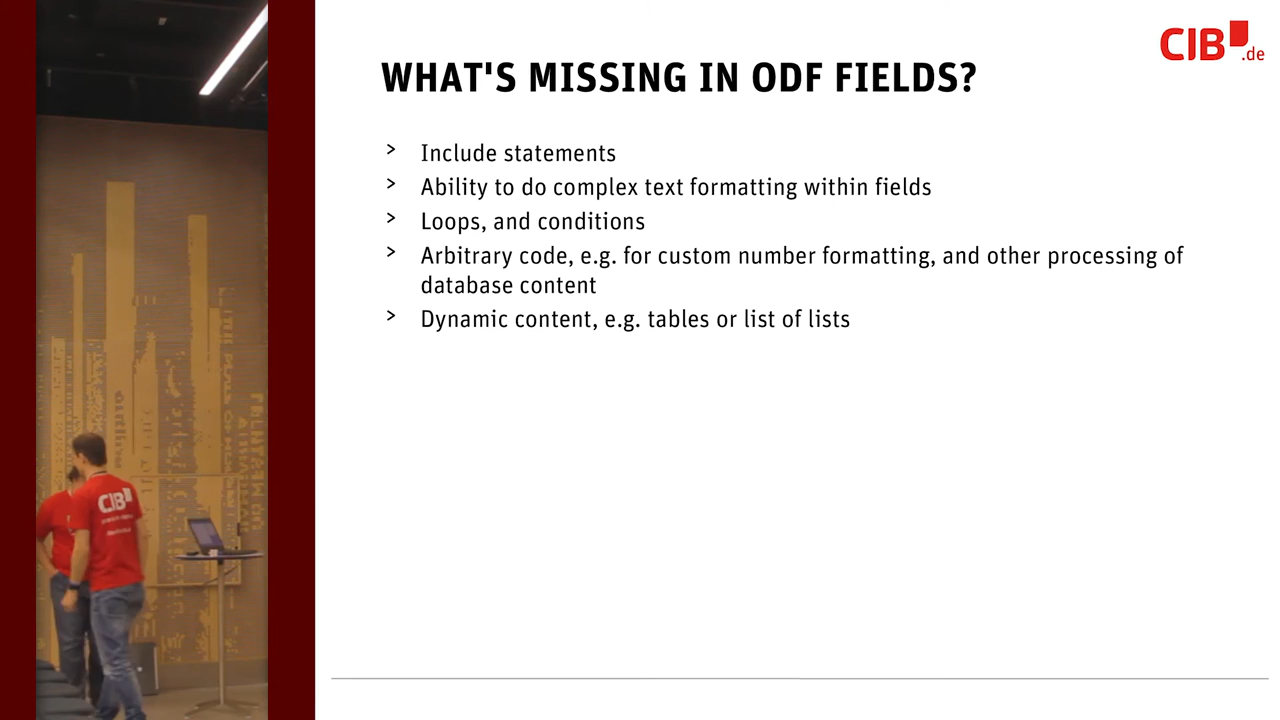 CIB
.de
WHAT'S MISSING IN ODF FIELDS?
> Include statements
> Ability to do complex text formatting within fields
> Loops, and conditions
> Arbitrary code, e.g. for custom number formatting, and other processing of
database content
> Dynamic content, e.g. tables or list of lists
CIB